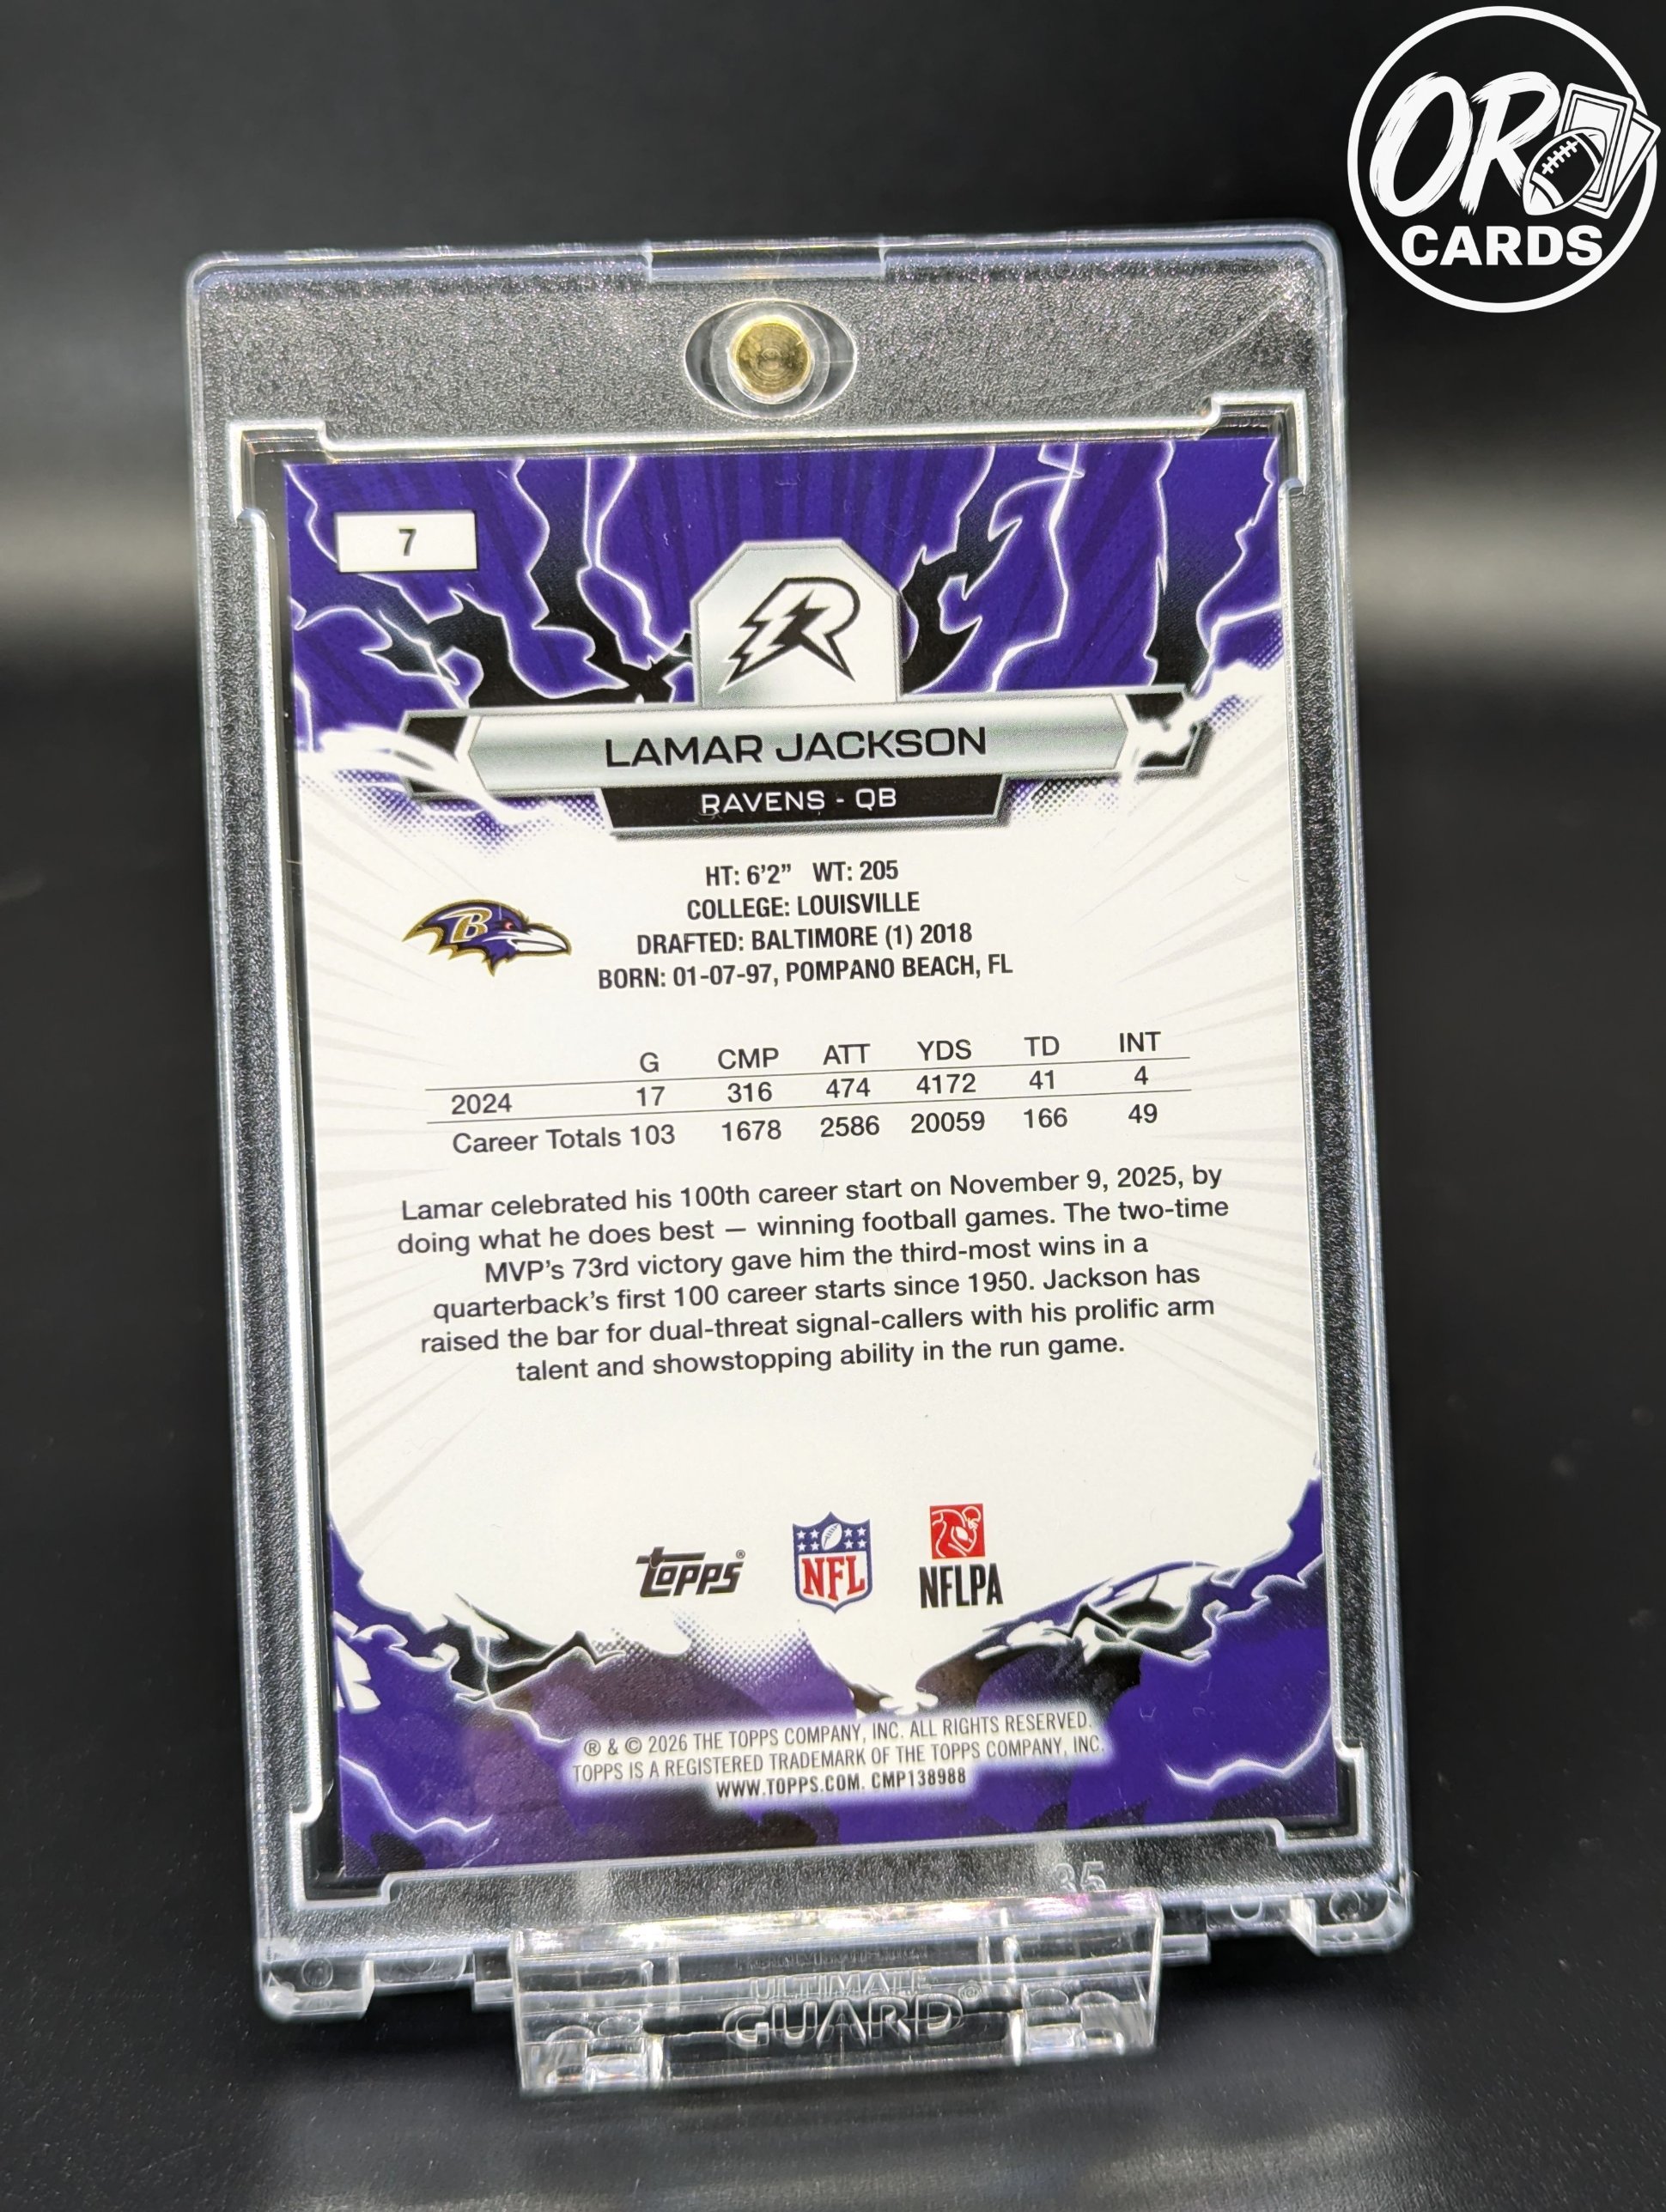 OR
CARDS
7
R
LAMAR JACKSON
RAVENS - QB
HT: 6'2" WT: 205
COLLEGE: LOUISVILLE
DRAFTED: BALTIMORE (1) 2018
BORN: 01-07-97, POMPANO BEACH, FL
B
G CMP ATT YDS TD INT
2024 17 316 474 4172 41 4
Career Totals 103 1678 2586 20059 166 49
Lamar celebrated his 100th career start on November 9, 2025, by
doing what he does best — winning football games. The two-time
MVP's 73rd victory gave him the third-most wins in a
quarterback's first 100 career starts since 1950. Jackson has
raised the bar for dual-threat signal-callers with his prolific arm
talent and showstopping ability in the run game.
topps®
NFL
NFLPA
® & © 2026 THE TOPPS COMPANY, INC. ALL RIGHTS RESERVED.
TOPPS IS A REGISTERED TRADEMARK OF THE TOPPS COMPANY, INC.
WWW.TOPPS.COM. CMP138988
35
ULTIMATE
GUARD®